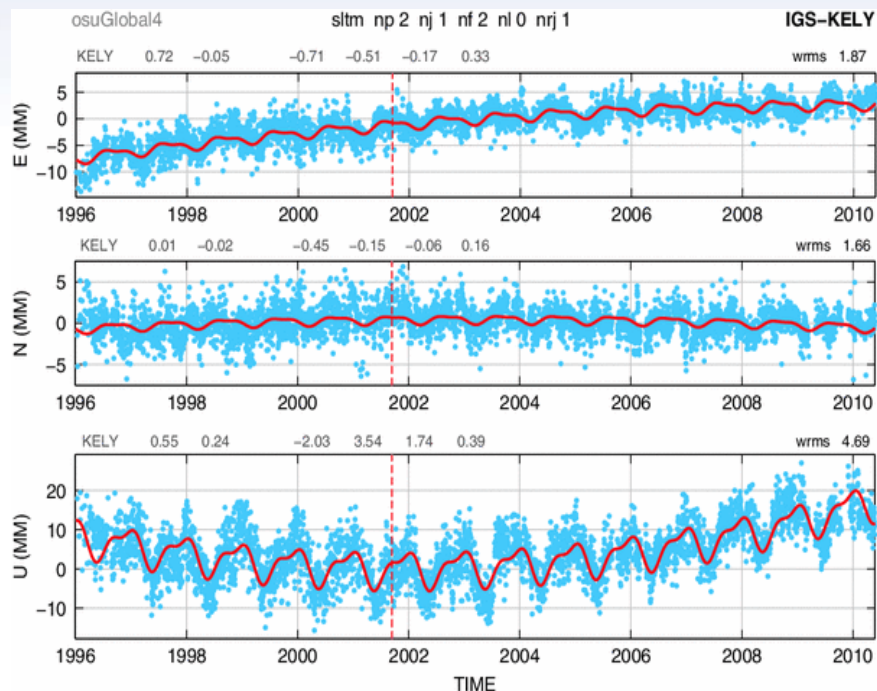 osuGlobal4 sltm np 2 nj 1 nf 2 nl 0 nrj 1 IGS−KELY
KELY 0.72 −0.05 −0.71 −0.51 −0.17 0.33 wrms 1.87
E (MM)
5
0
−5
−10
1996 1998 2000 2002 2004 2006 2008 2010
KELY 0.01 −0.02 −0.45 −0.15 −0.06 0.16 wrms 1.66
N (MM)
5
0
−5
1996 1998 2000 2002 2004 2006 2008 2010
KELY 0.55 0.24 −2.03 3.54 1.74 0.39 wrms 4.69
U (MM)
20
10
0
−10
1996 1998 2000 2002 2004 2006 2008 2010
TIME